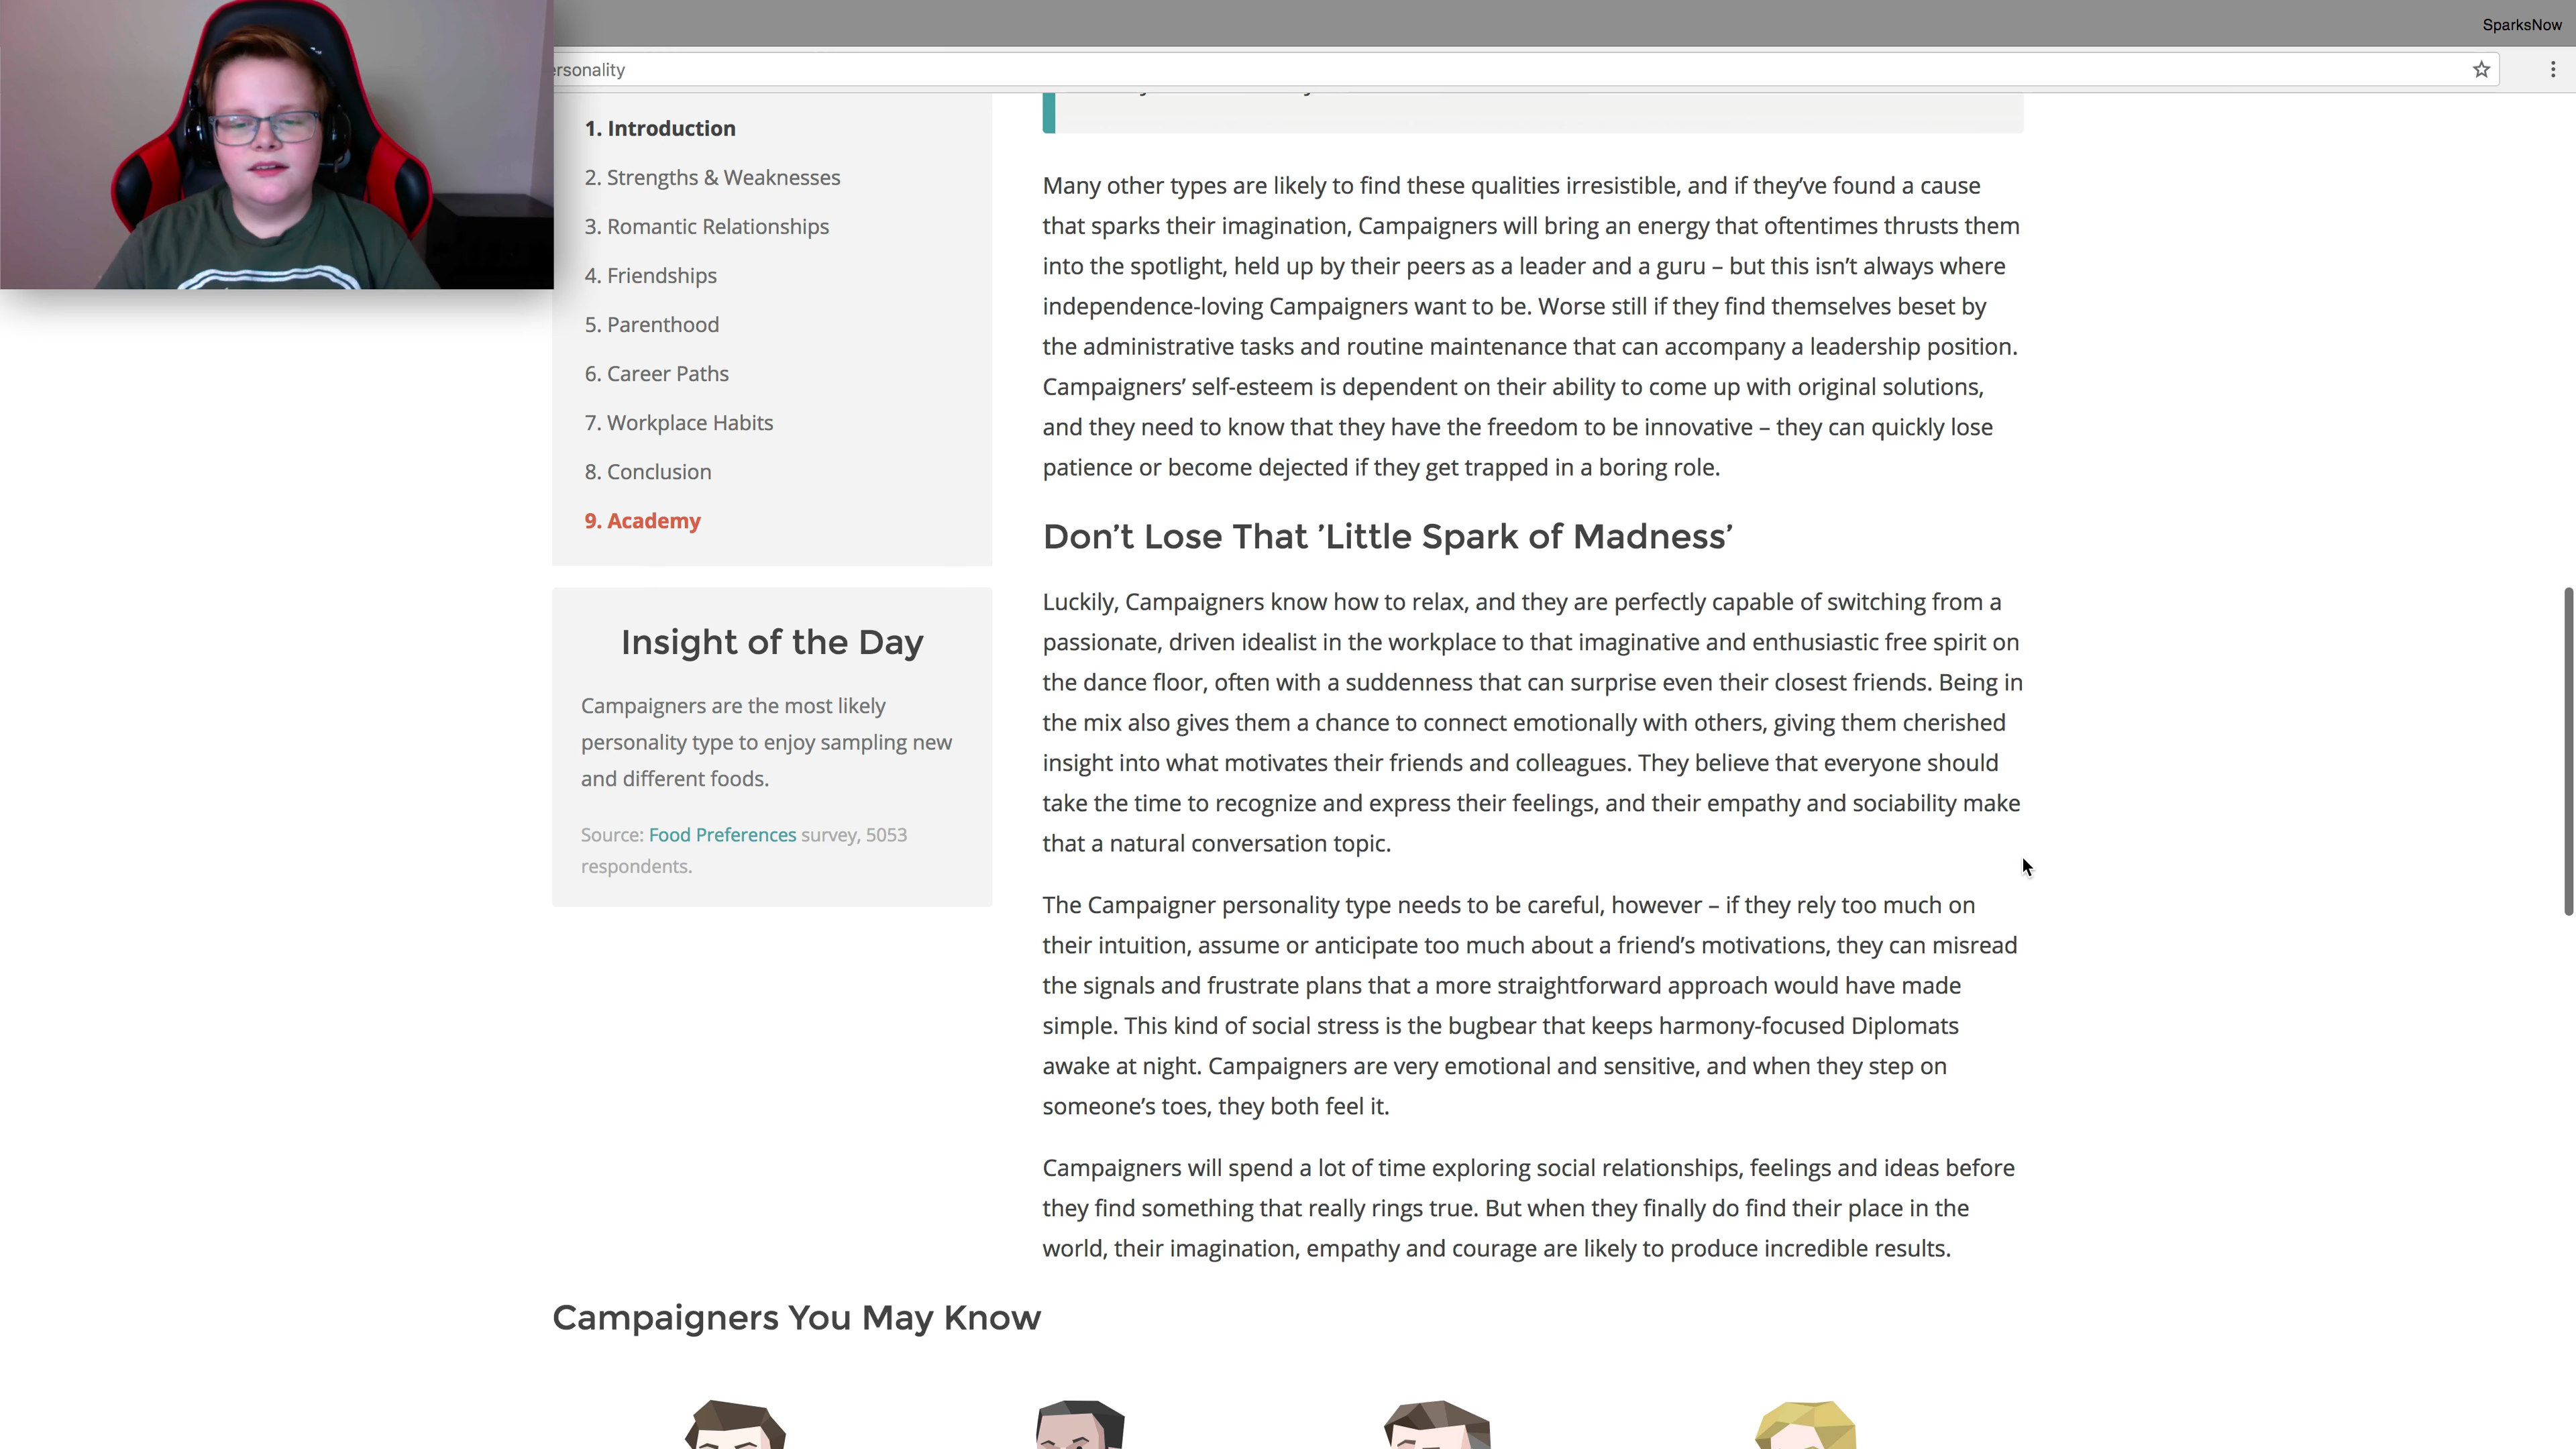 SparksNow
ersonality
1. Introduction
2. Strengths & Weaknesses
3. Romantic Relationships
4. Friendships
5. Parenthood
6. Career Paths
7. Workplace Habits
8. Conclusion
9. Academy
Insight of the Day
Campaigners are the most likely
personality type to enjoy sampling new
and different foods.
Source: Food Preferences survey, 5053
respondents.
Many other types are likely to find these qualities irresistible, and if they’ve found a cause
that sparks their imagination, Campaigners will bring an energy that oftentimes thrusts them
into the spotlight, held up by their peers as a leader and a guru – but this isn’t always where
independence-loving Campaigners want to be. Worse still if they find themselves beset by
the administrative tasks and routine maintenance that can accompany a leadership position.
Campaigners’ self-esteem is dependent on their ability to come up with original solutions,
and they need to know that they have the freedom to be innovative – they can quickly lose
patience or become dejected if they get trapped in a boring role.
Don’t Lose That ’Little Spark of Madness’
Luckily, Campaigners know how to relax, and they are perfectly capable of switching from a
passionate, driven idealist in the workplace to that imaginative and enthusiastic free spirit on
the dance floor, often with a suddenness that can surprise even their closest friends. Being in
the mix also gives them a chance to connect emotionally with others, giving them cherished
insight into what motivates their friends and colleagues. They believe that everyone should
take the time to recognize and express their feelings, and their empathy and sociability make
that a natural conversation topic.
The Campaigner personality type needs to be careful, however – if they rely too much on
their intuition, assume or anticipate too much about a friend’s motivations, they can misread
the signals and frustrate plans that a more straightforward approach would have made
simple. This kind of social stress is the bugbear that keeps harmony-focused Diplomats
awake at night. Campaigners are very emotional and sensitive, and when they step on
someone’s toes, they both feel it.
Campaigners will spend a lot of time exploring social relationships, feelings and ideas before
they find something that really rings true. But when they finally do find their place in the
world, their imagination, empathy and courage are likely to produce incredible results.
Campaigners You May Know